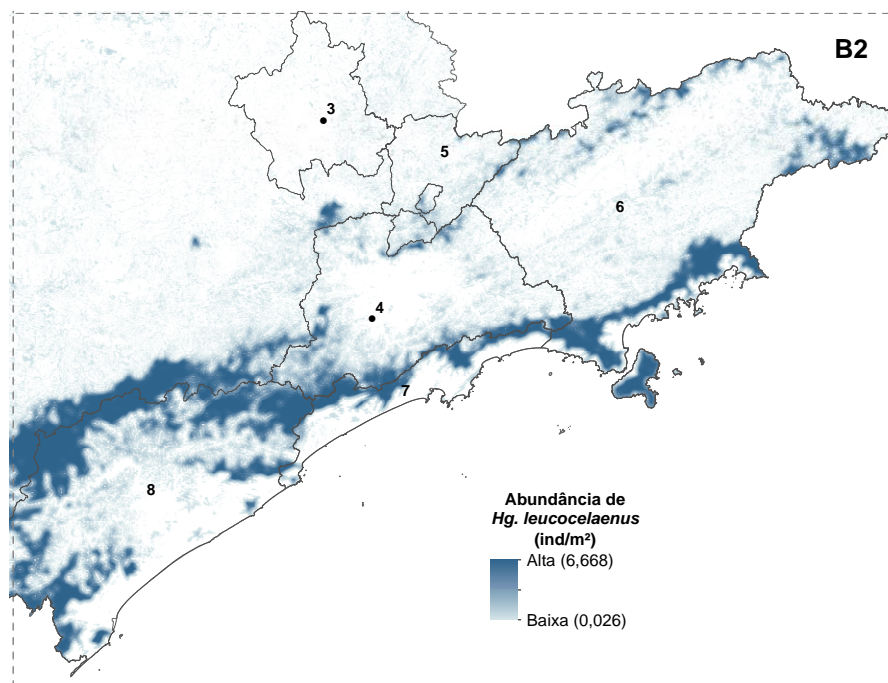 B2
3
5
6
4
7
8
Abundância de
Hg. leucocelaenus
(ind/m²)
Alta (6,668)
Baixa (0,026)